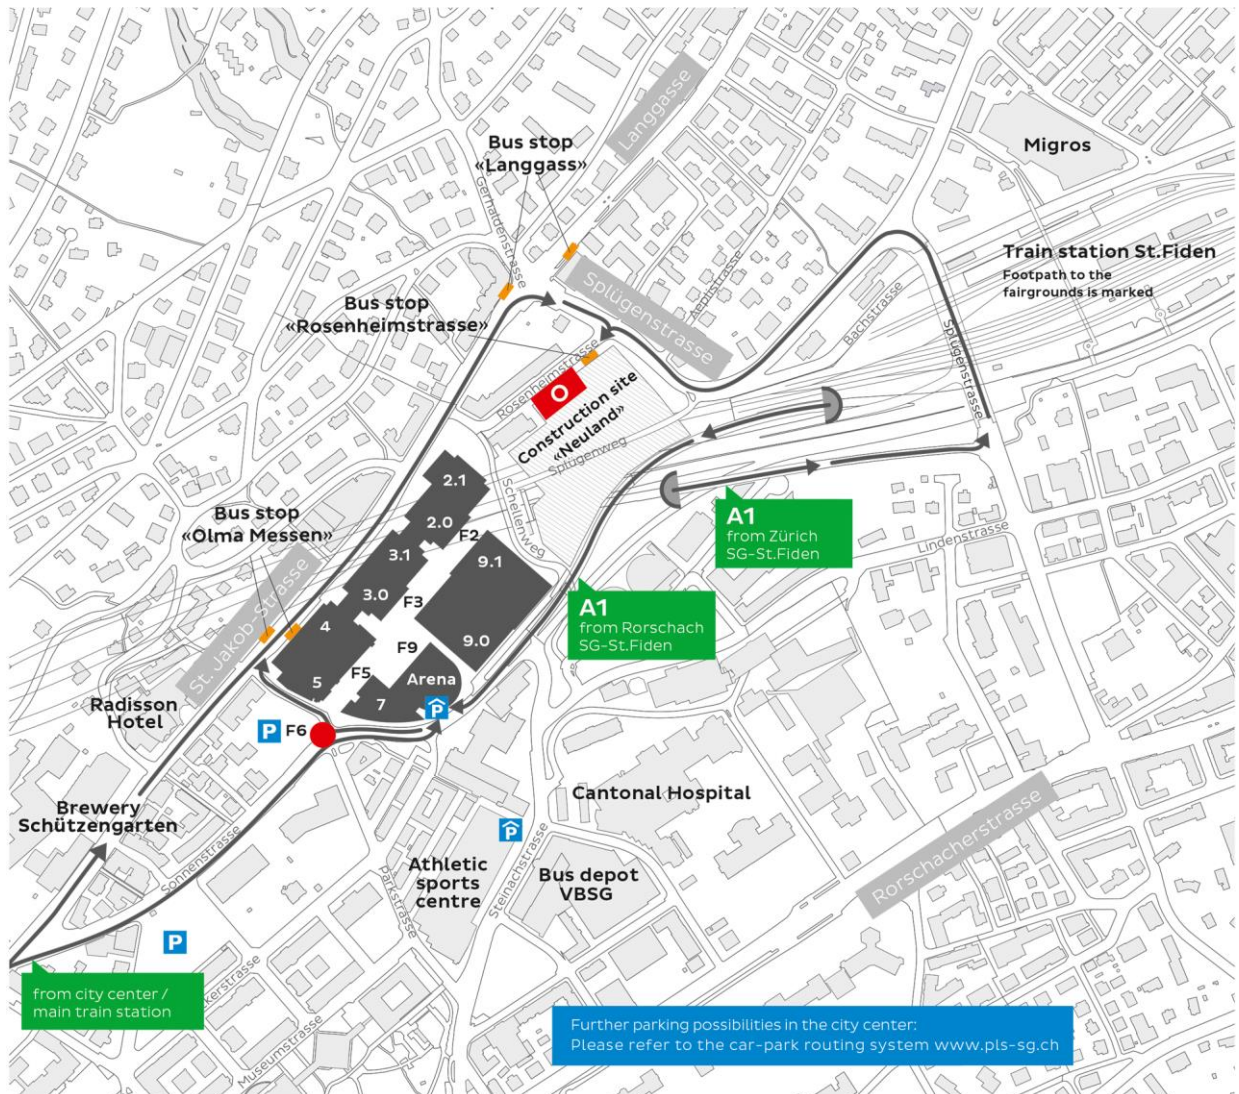 Langgasse
Migros
Bus stop
«Langgass»
Gerhaldenstrasse
Splügenstrasse
Aeplistrasse
Train station St.Fiden
Footpath to the
fairgrounds is marked
Bachstrasse
Splügenstrasse
Bus stop
«Rosenheimstrasse»
Rosenheimstrasse
O
Construction site
«Neuland»
Splügenweg
2.1
2.0
F2
Schellenweg
A1
from Zürich
SG-St.Fiden
Lindenstrasse
Bus stop
«Olma Messen»
3.1
9.1
3.0
F3
A1
from Rorschach
SG-St.Fiden
St. Jakob-Strasse
4
9.0
F9
5
F5
Arena
7
P
Radisson
Hotel
P
F6
Brewery
Schützengarten
Cantonal Hospital
Rorschacherstrasse
P
Sonnenstrasse
Athletic
sports
centre
Parkstrasse
Steinachstrasse
Bus depot
VBSG
P
from city center /
main train station
Museumstrasse
Further parking possibilities in the city center:
Please refer to the car-park routing system www.pls-sg.ch